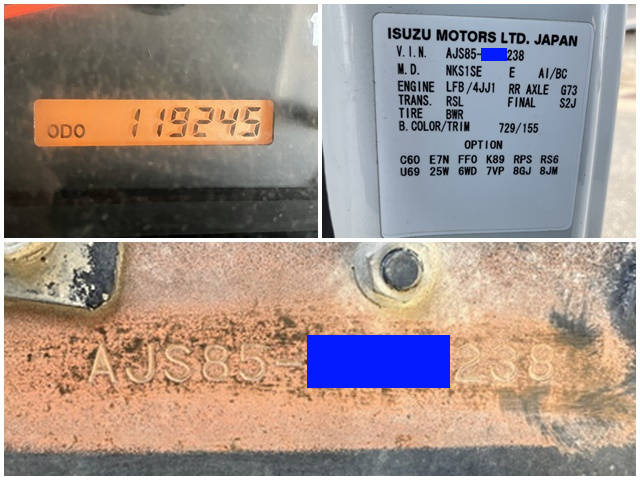 ODO 119245
ISUZU MOTORS LTD. JAPAN
V.I.N. AJS85- 238
M.D. NKS1SE E AI/BC
ENGINE LFB/4JJ1 RR AXLE G73
TRANS. RSL FINAL S2J
TIRE BWR
B.COLOR/TRIM 729/155
OPTION
C60 E7N FF0 K89 RPS RS6
U69 25W 6WD 7VP 8GJ 8JM
AJS85- 238